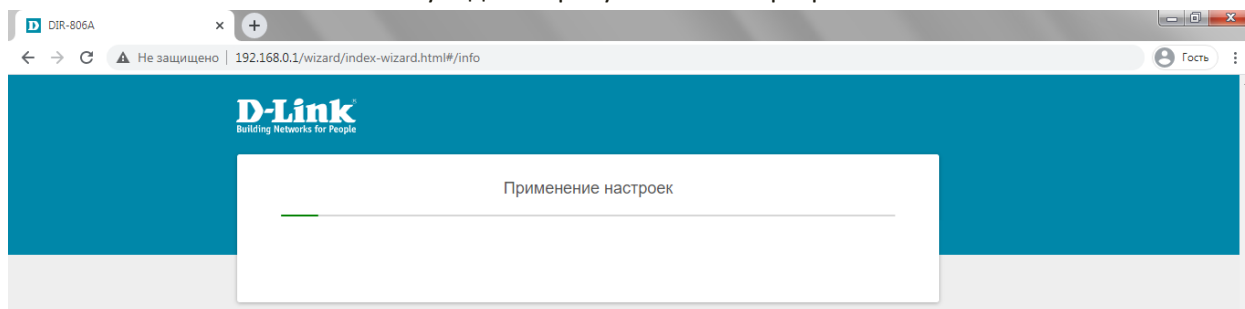 DIR-806A
Не защищено
192.168.0.1/wizard/index-wizard.html#/info
Гость
D-Link
Building Networks for People
Применение настроек